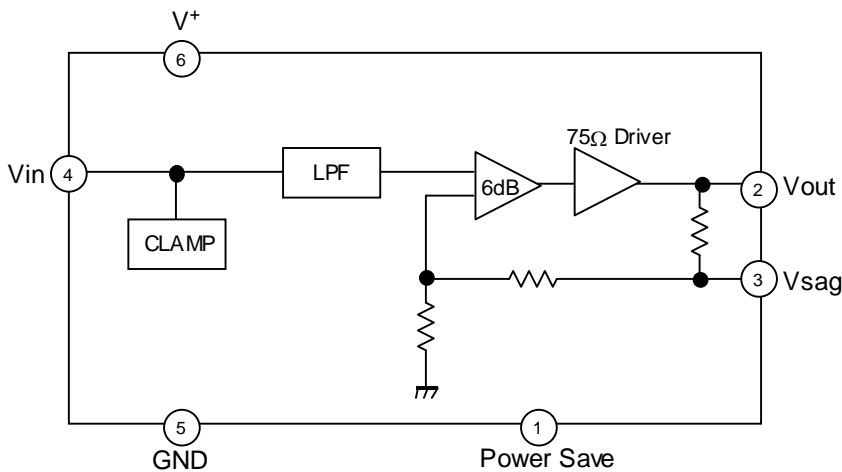 V+
6
75Ω Driver
Vin 4
LPF
6dB
2 Vout
CLAMP
3 Vsag
5
1
GND
Power Save